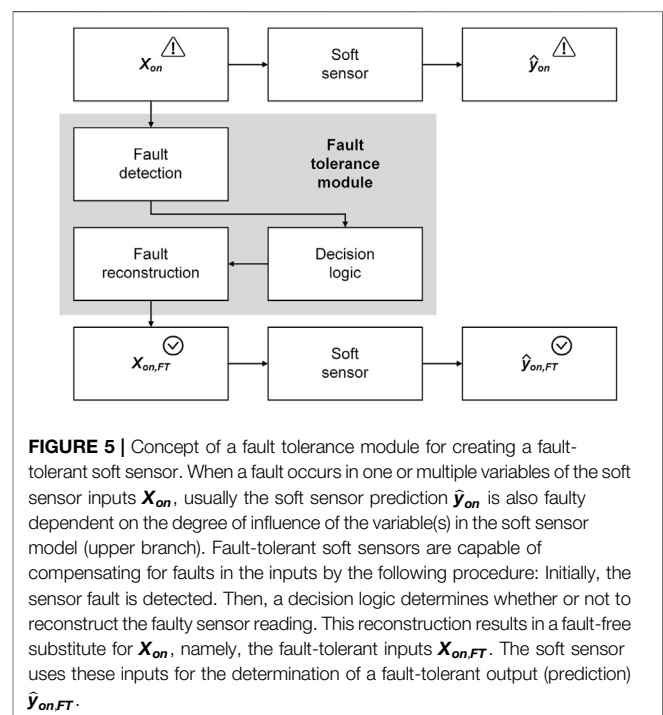 X_on
Soft
sensor
ŷ_on
Fault
detection
Fault
tolerance
module
Fault
reconstruction
Decision
logic
X_on,FT
Soft
sensor
ŷ_on,FT
FIGURE 5 | Concept of a fault tolerance module for creating a fault-
tolerant soft sensor. When a fault occurs in one or multiple variables of the soft
sensor inputs X_on, usually the soft sensor prediction ŷ_on is also faulty
dependent on the degree of influence of the variable(s) in the soft sensor
model (upper branch). Fault-tolerant soft sensors are capable of
compensating for faults in the inputs by the following procedure: Initially, the
sensor fault is detected. Then, a decision logic determines whether or not to
reconstruct the faulty sensor reading. This reconstruction results in a fault-free
substitute for X_on, namely, the fault-tolerant inputs X_on,FT. The soft sensor
uses these inputs for the determination of a fault-tolerant output (prediction)
ŷ_on,FT.